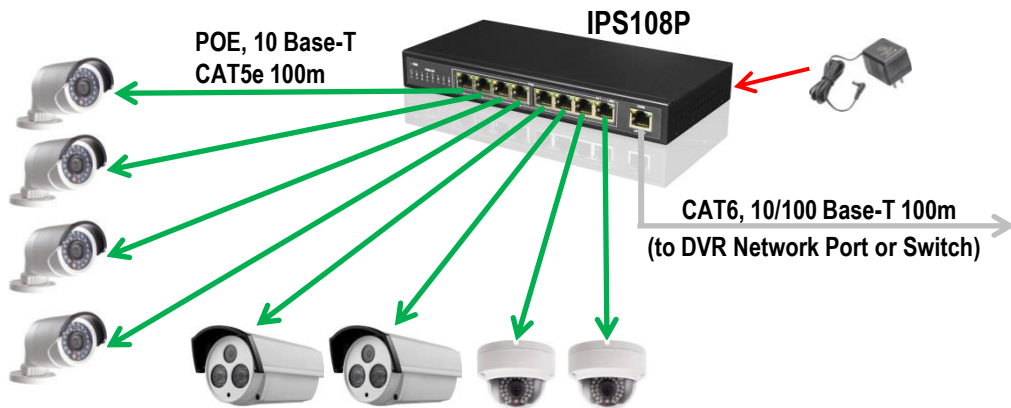 IPS108P
POE, 10 Base-T
CAT5e 100m
CAT6, 10/100 Base-T 100m
(to DVR Network Port or Switch)